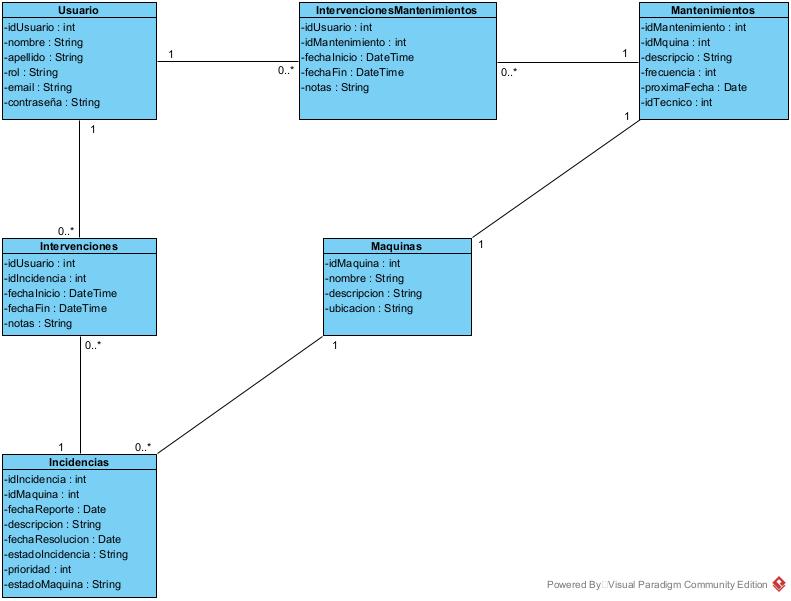 Usuario
-idUsuario : int
-nombre : String
-apellido : String
-rol : String
-email : String
-contraseña : String
1
0..*
IntervencionesMantenimientos
-idUsuario : int
-idMantenimiento : int
-fechaInicio : DateTime
-fechaFin : DateTime
-notas : String
0..*
1
Mantenimientos
-idMantenimiento : int
-idMquina : int
-descripcio : String
-frecuencia : int
-proximaFecha : Date
-idTecnico : int
1
1
1
0..*
Intervenciones
-idUsuario : int
-idIncidencia : int
-fechaInicio : DateTime
-fechaFin : DateTime
-notas : String
Maquinas
-idMaquina : int
-nombre : String
-descripcion : String
-ubicacion : String
0..*
1
1
0..*
Incidencias
-idIncidencia : int
-idMaquina : int
-fechaReporte : Date
-descripcion : String
-fechaResolucion : Date
-estadoIncidencia : String
-prioridad : int
-estadoMaquina : String
Powered By Visual Paradigm Community Edition